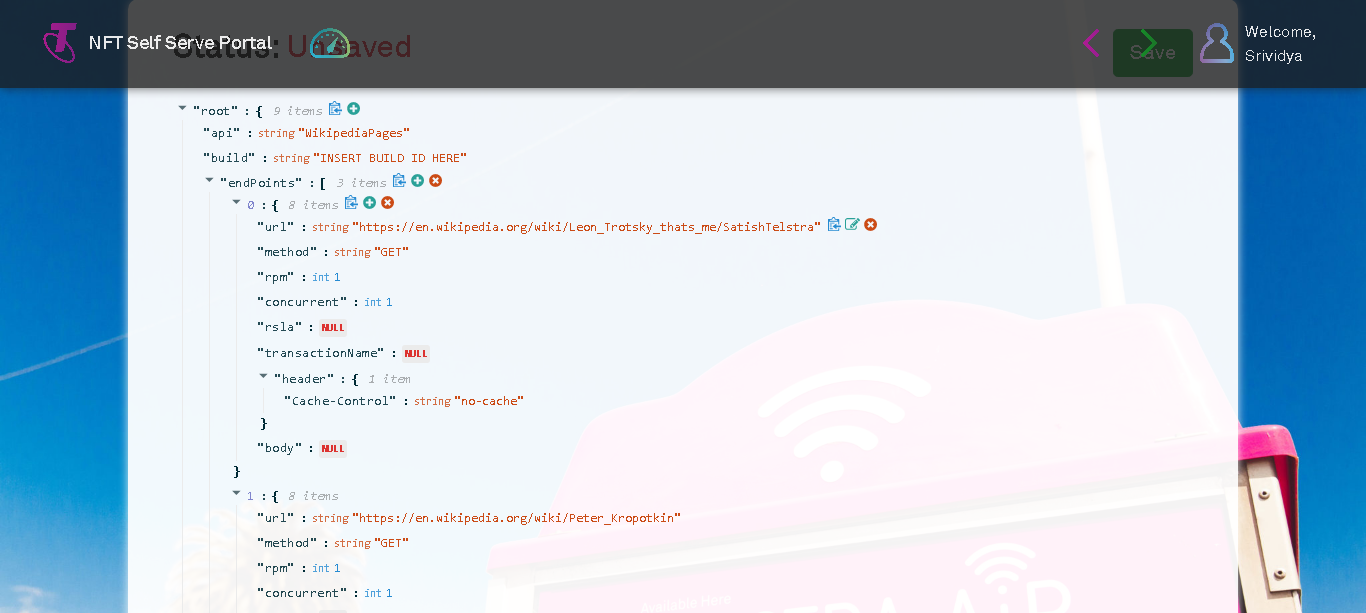 NFT Self Serve Portal
Status: Unsaved
Save
Welcome,
Srividya
"root" : { 9 items
"api" : string "WikipediaPages"
"build" : string "INSERT BUILD ID HERE"
"endPoints" : [ 3 items
0 : { 8 items
"url" : string "https://en.wikipedia.org/wiki/Leon_Trotsky_thats_me/SatishTelstra"
"method" : string "GET"
"rpm" : int 1
"concurrent" : int 1
"rsla" : NULL
"transactionName" : NULL
"header" : { 1 item
"Cache-Control" : string "no-cache"
}
"body" : NULL
}
1 : { 8 items
"url" : string "https://en.wikipedia.org/wiki/Peter_Kropotkin"
"method" : string "GET"
"rpm" : int 1
"concurrent" : int 1
Available Here